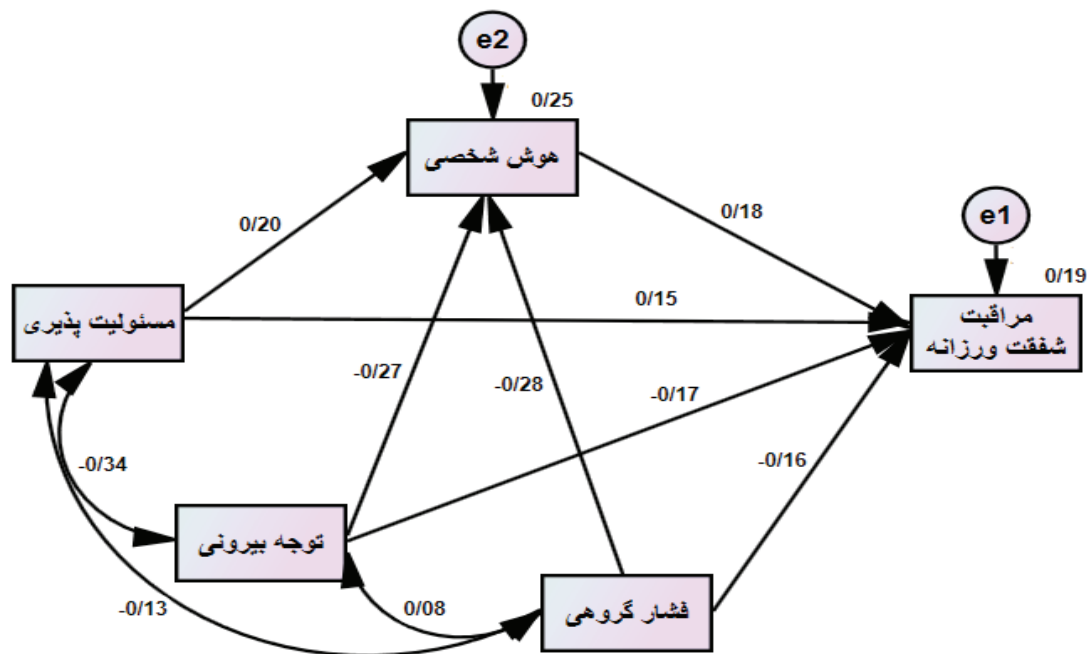 e2
0/25
هوش شخصی
0/20
0/18
e1
0/19
مسئولیت پذیری
0/15
مراقبت
شفقت ورزانه
-0/27
-0/28
-0/17
-0/34
-0/16
توجه بیرونی
فشار گروهی
-0/13
0/08